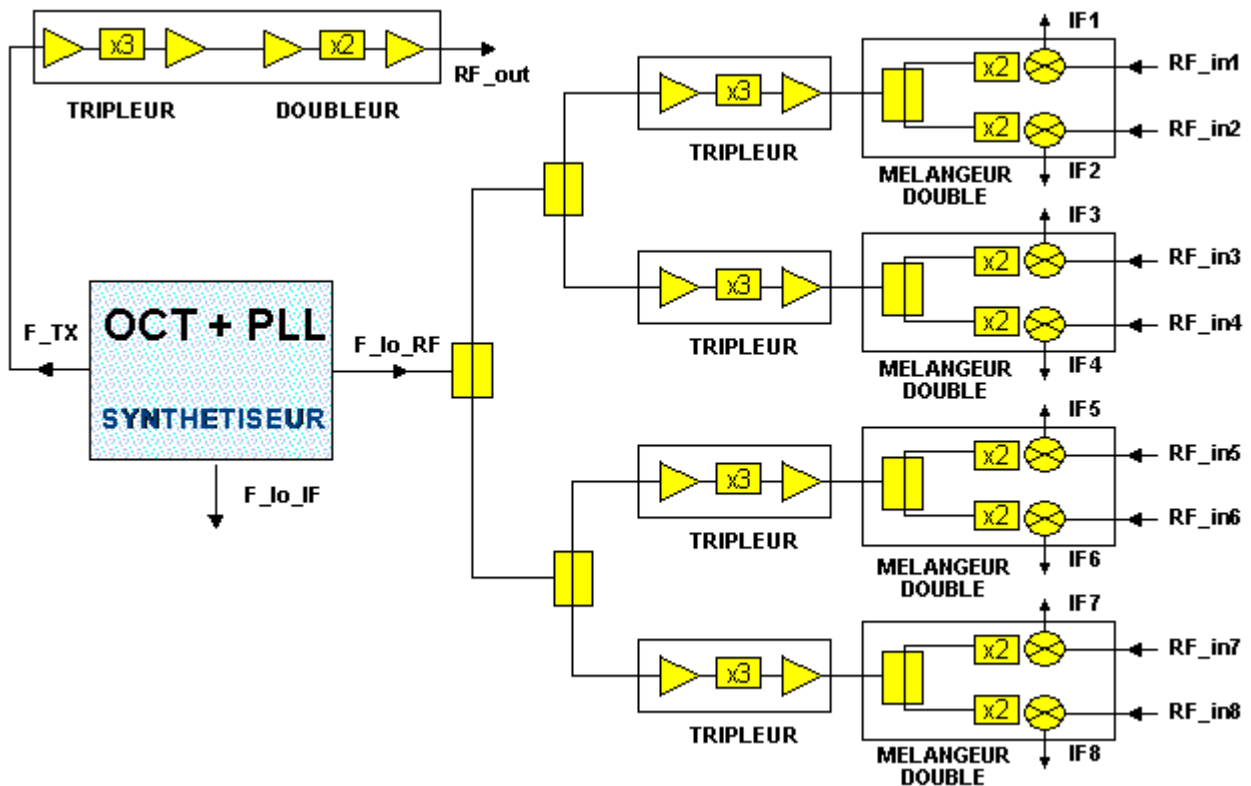 x3
x2
RF_out
TRIPLEUR
DOUBLEUR
F_TX
OCT + PLL
SYNTHETISEUR
F_lo_RF
F_lo_IF
x3
TRIPLEUR
x2
x2
IF1
RF_in1
RF_in2
IF2
MELANGEUR
DOUBLE
x3
TRIPLEUR
x2
x2
IF3
RF_in3
RF_in4
IF4
MELANGEUR
DOUBLE
x3
TRIPLEUR
x2
x2
IF5
RF_in5
RF_in6
IF6
MELANGEUR
DOUBLE
x3
TRIPLEUR
x2
x2
IF7
RF_in7
RF_in8
IF8
MELANGEUR
DOUBLE